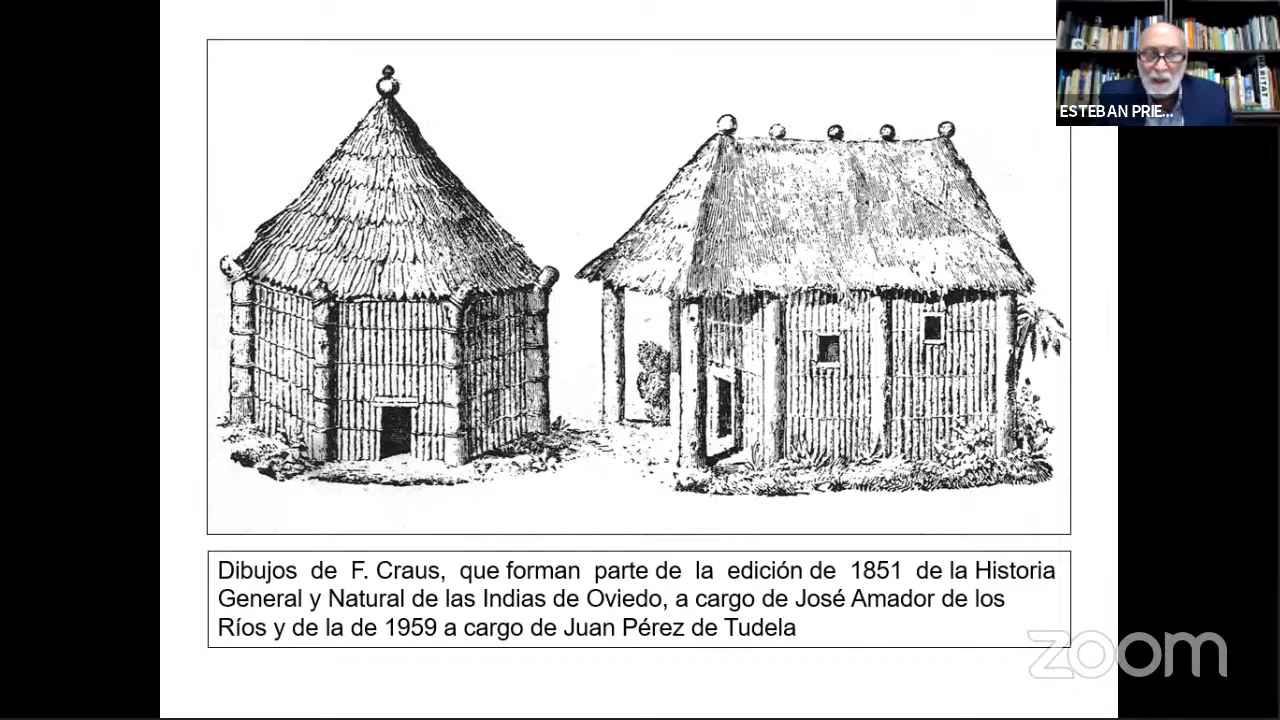 ESTEBAN PRIE...
Dibujos de F. Craus, que forman parte de la edición de 1851 de la Historia
General y Natural de las Indias de Oviedo, a cargo de José Amador de los
Ríos y de la de 1959 a cargo de Juan Pérez de Tudela
zoom
HABITAT